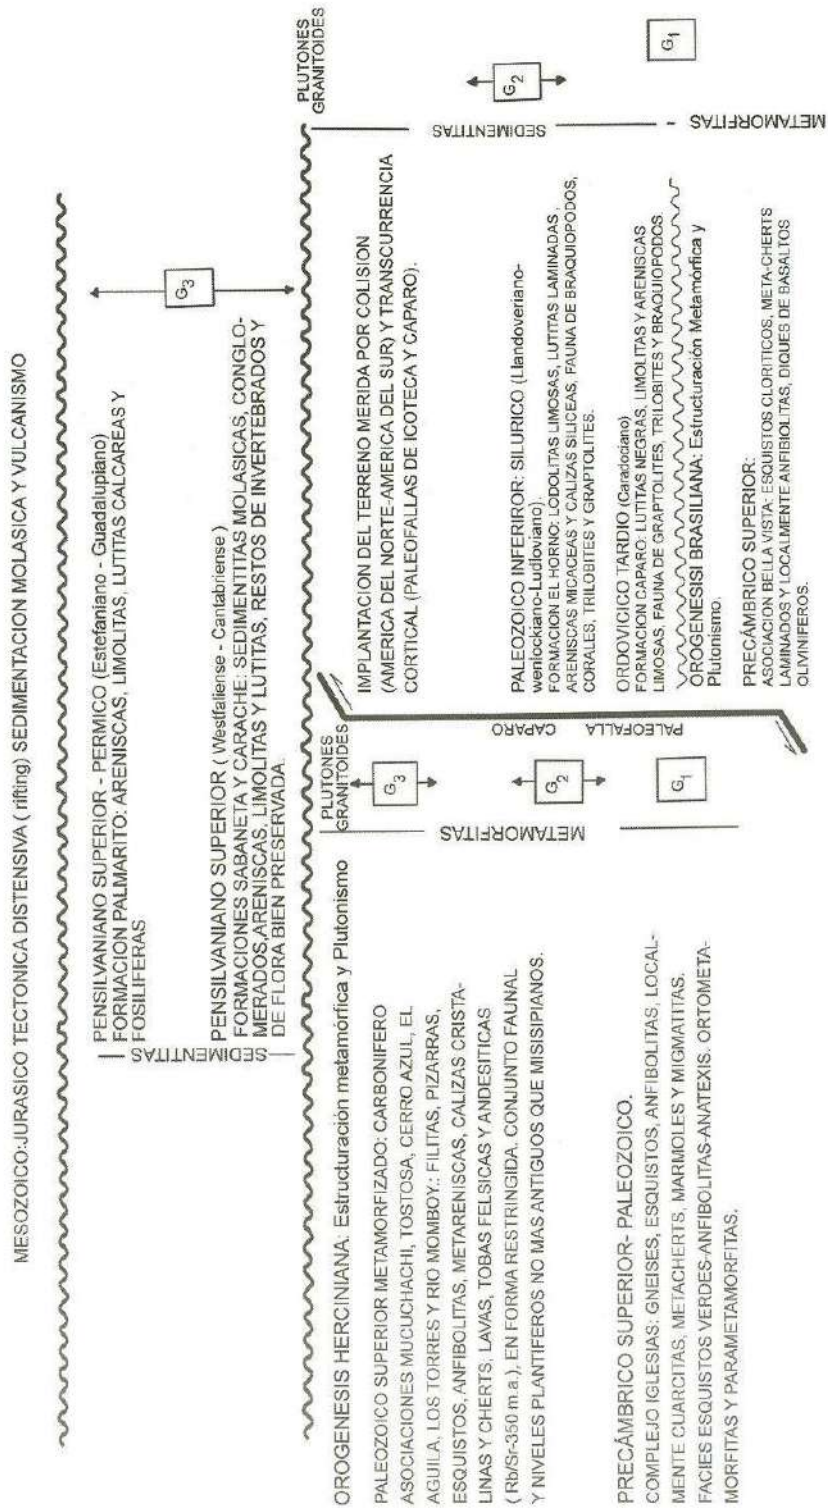 MESOZOICO:JURASICO TECTONICA DISTENSIVA ( rifting) SEDIMENTACION MOLASICA Y VULCANISMO
PENSILVANIANO SUPERIOR - PERMICO (Estefaniano - Guadalupiano)
FORMACION PALMARITO: ARENISCAS, LIMOLITAS, LUTITAS CALCAREAS Y
FOSILIFERAS
SEDIMENTITAS
G3
PENSILVANIANO SUPERIOR ( Westfaliense - Cantabriense )
FORMACIONES SABANETA Y CARACHE: SEDIMENTITAS MOLASICAS, CONGLO-
MERADOS,ARENISCAS, LIMOLITAS Y LUTITAS, RESTOS DE INVERTEBRADOS Y
DE FLORA BIEN PRESERVADA.
OROGENESIS HERCINIANA: Estructuración metamórfica y Plutonismo
PALEOZOICO SUPERIOR METAMORFIZADO: CARBONIFERO
ASOCIACIONES MUCUCHACHI, TOSTOSA, CERRO AZUL, EL
AGUILA, LOS TORRES Y RIO MOMBOY.: FILITAS, PIZARRAS,
ESQUISTOS, ANFIBOLITAS, METARENISCAS, CALIZAS CRISTA-
LINAS Y CHERTS, LAVAS, TOBAS FELSICAS Y ANDESITICAS
( Rb/Sr-350 m a.), EN FORMA RESTRINGIDA, CONJUNTO FAUNAL
Y NIVELES PLANTIFEROS NO MAS ANTIGUOS QUE MISISIPIANOS.
PRECÁMBRICO SUPERIOR- PALEOZOICO.
COMPLEJO IGLESIAS: GNEISES, ESQUISTOS, ANFIBOLITAS, LOCAL-
MENTE CUARCITAS, METACHERTS, MARMOLES Y MIGMATITAS.
FACIES ESQUISTOS VERDES-ANFIBOLITAS-ANATEXIS. ORTOMETA-
MORFITAS Y PARAMETAMORFITAS.
PLUTONES
GRANITOIDES
METAMORFITAS
G3
G2
G1
PALEOFALLA CAPARO
IMPLANTACION DEL TERRENO MERIDA POR COLISION
(AMERICA DEL NORTE-AMERICA DEL SUR) Y TRANSCURRENCIA
CORTICAL (PALEOFALLAS DE ICOTECA Y CAPARO).
PALEOZOICO INFERIROR: SILURICO (Llandoveriano-
wenlockiano-Ludloviano).
FORMACION EL HORNO: LODOLITAS LIMOSAS, LUTITAS LAMINADAS,
ARENISCAS MICACEAS Y CALIZAS SILICEAS, FAUNA DE BRAQUIOPODOS,
CORALES, TRILOBITES Y GRAPTOLITES.
ORDOVICICO TARDIO (Caradociano)
FORMACION CAPARO: LUTITAS NEGRAS, LIMOLITAS Y ARENISCAS
LIMOSAS, FAUNA DE GRAPTOLITES, TRILOBITES Y BRAQUIOPODOS.
OROGENESISI BRASILIANA: Estructuración Metamórfica y
Plutonismo.
PRECÁMBRICO SUPERIOR:
ASOCIACION BELLA VISTA: ESQUISTOS CLORITICOS, META-CHERTS
LAMINADOS Y LOCALMENTE ANFIBIOLITAS, DIQUES DE BASALTOS
OLIVINIFEROS.
PLUTONES
GRANITOIDES
SEDIMENTITAS
METAMORFITAS
G2
G1